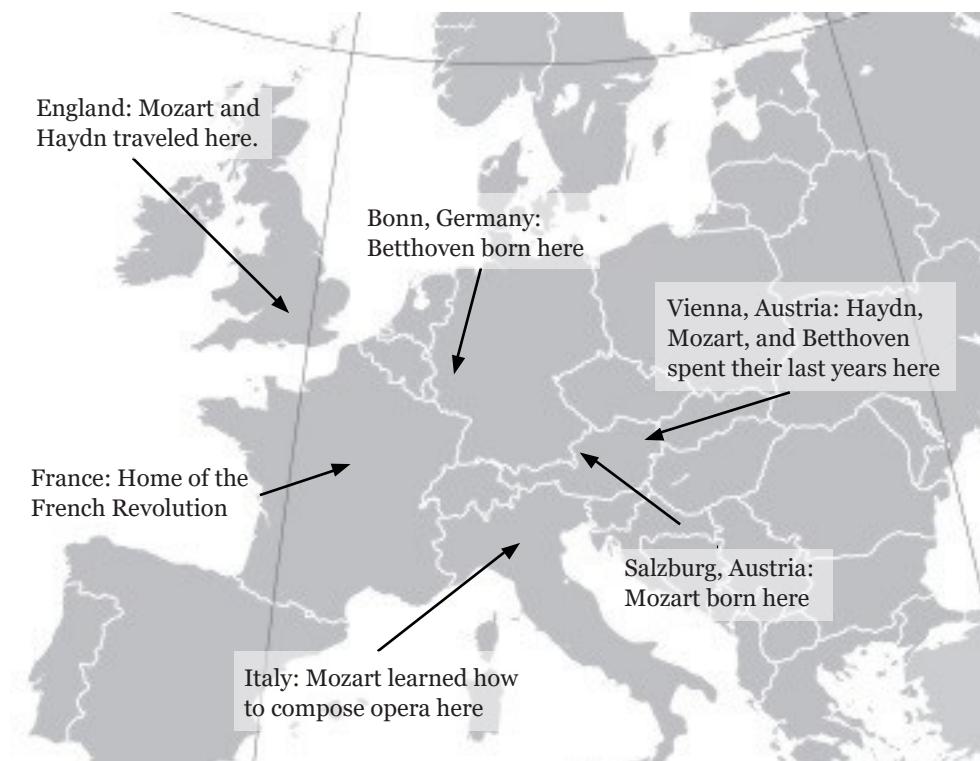 England: Mozart and
Haydn traveled here.
Bonn, Germany:
Betthoven born here
Vienna, Austria: Haydn,
Mozart, and Betthoven
spent their last years here
France: Home of the
French Revolution
Salzburg, Austria:
Mozart born here
Italy: Mozart learned how
to compose opera here